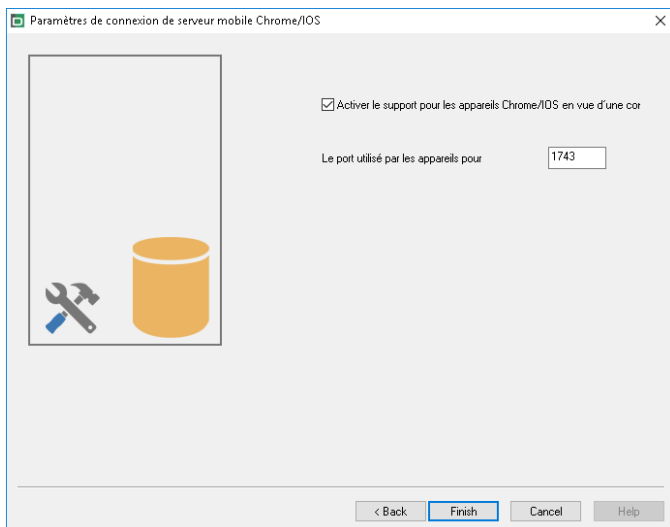 Paramètres de connexion de serveur mobile Chrome/IOS
Activer le support pour les appareils Chrome/IOS en vue d'une cor
Le port utilisé par les appareils pour
1743
< Back
Finish
Cancel
Help